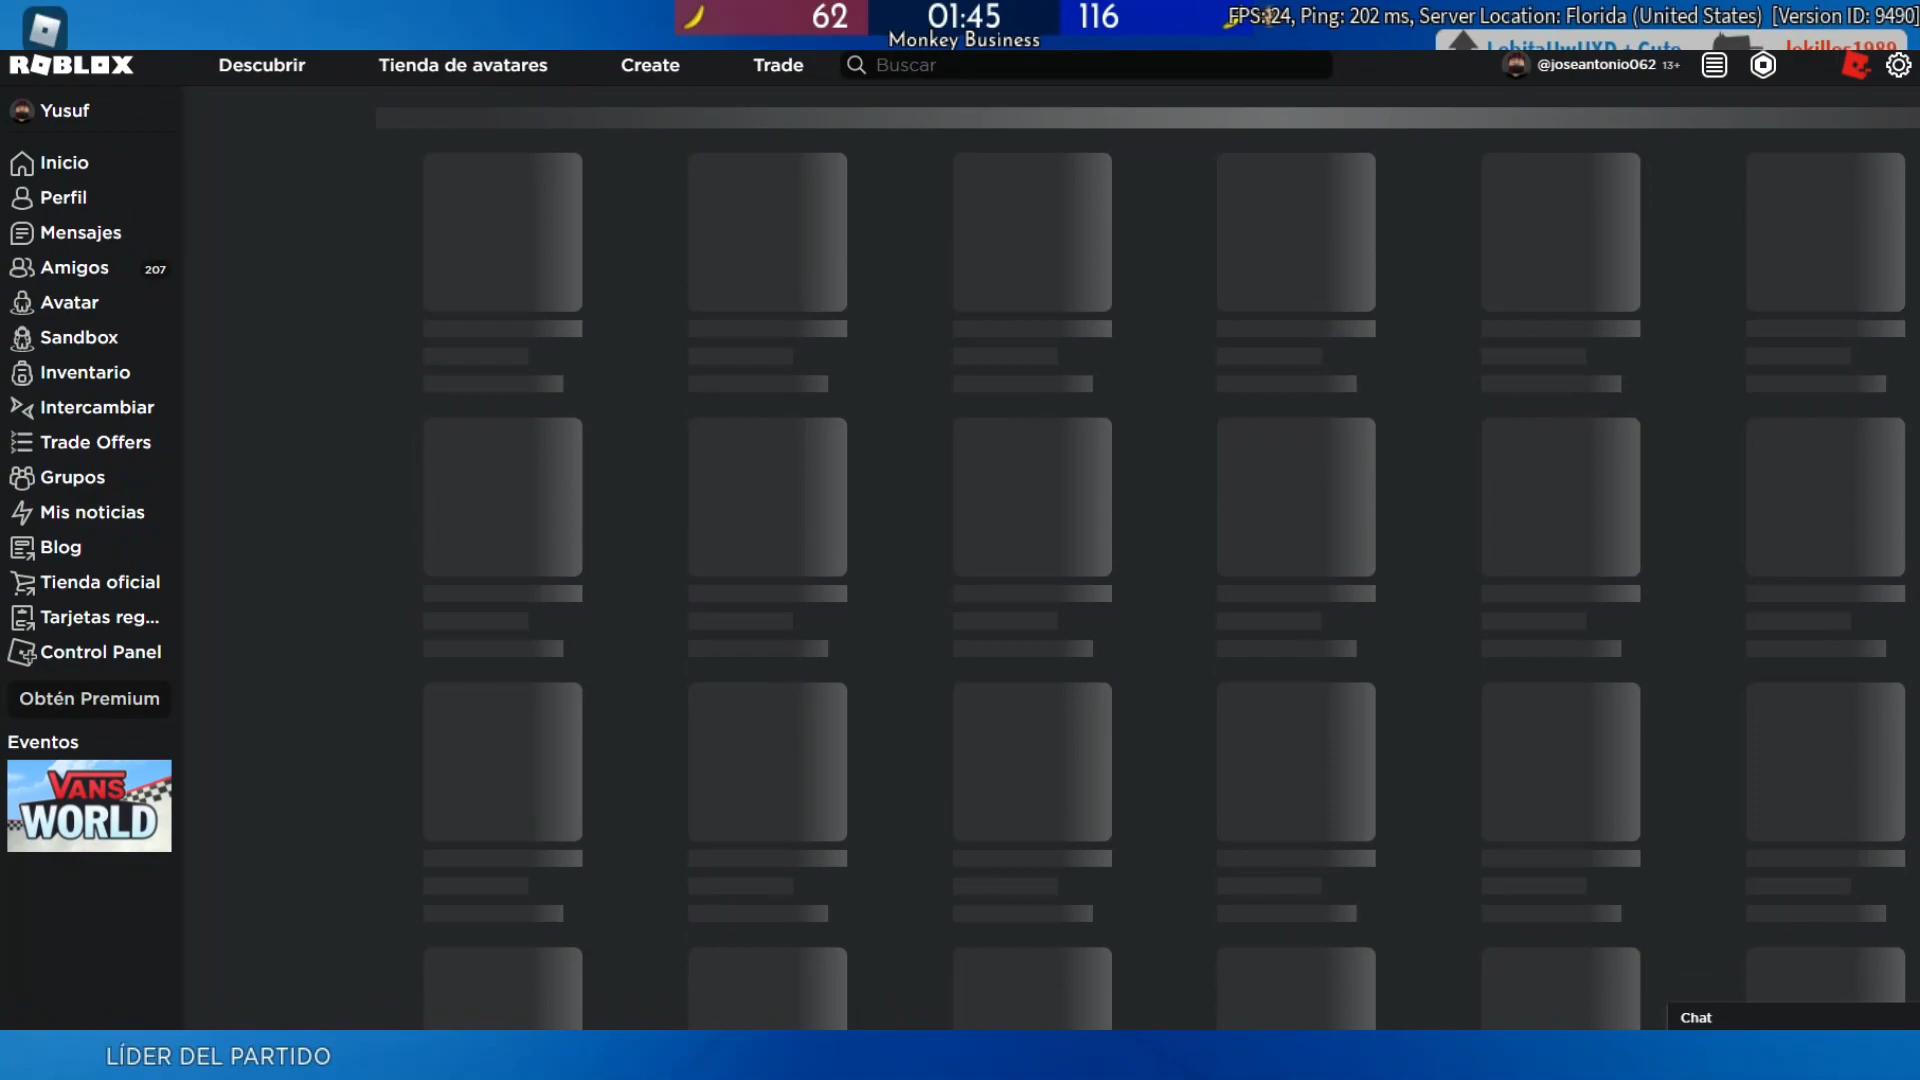 62
01:45
116
FPS: 24, Ping: 202 ms, Server Location: Florida (United States) [Version ID: 9490]
Monkey Business
LobitaUwUXD + Cute
lokilloc1989
ROBLOX
Descubrir
Tienda de avatares
Create
Trade
Buscar
@joseantonio062 13+
Yusuf
Inicio
Perfil
Mensajes
Amigos 207
Avatar
Sandbox
Inventario
Intercambiar
Trade Offers
Grupos
Mis noticias
Blog
Tienda oficial
Tarjetas reg...
Control Panel
Obtén Premium
Eventos
VANS
WORLD
Chat
LÍDER DEL PARTIDO